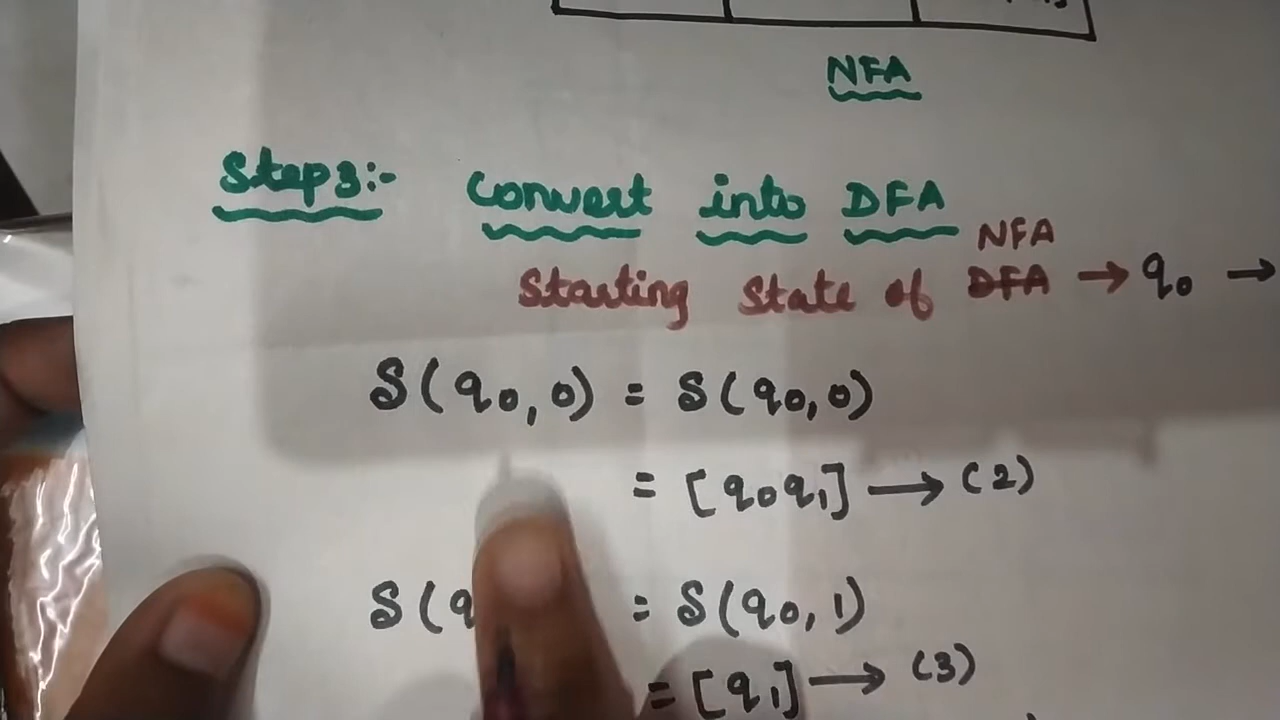 NFA
Step3:- Convert into DFA
NFA
Starting State of DFA → q0 →
δ(q0,0) = δ(q0,0)
= [q0q1] → (2)
δ(q = δ(q0,1)
= [q1] → (3)